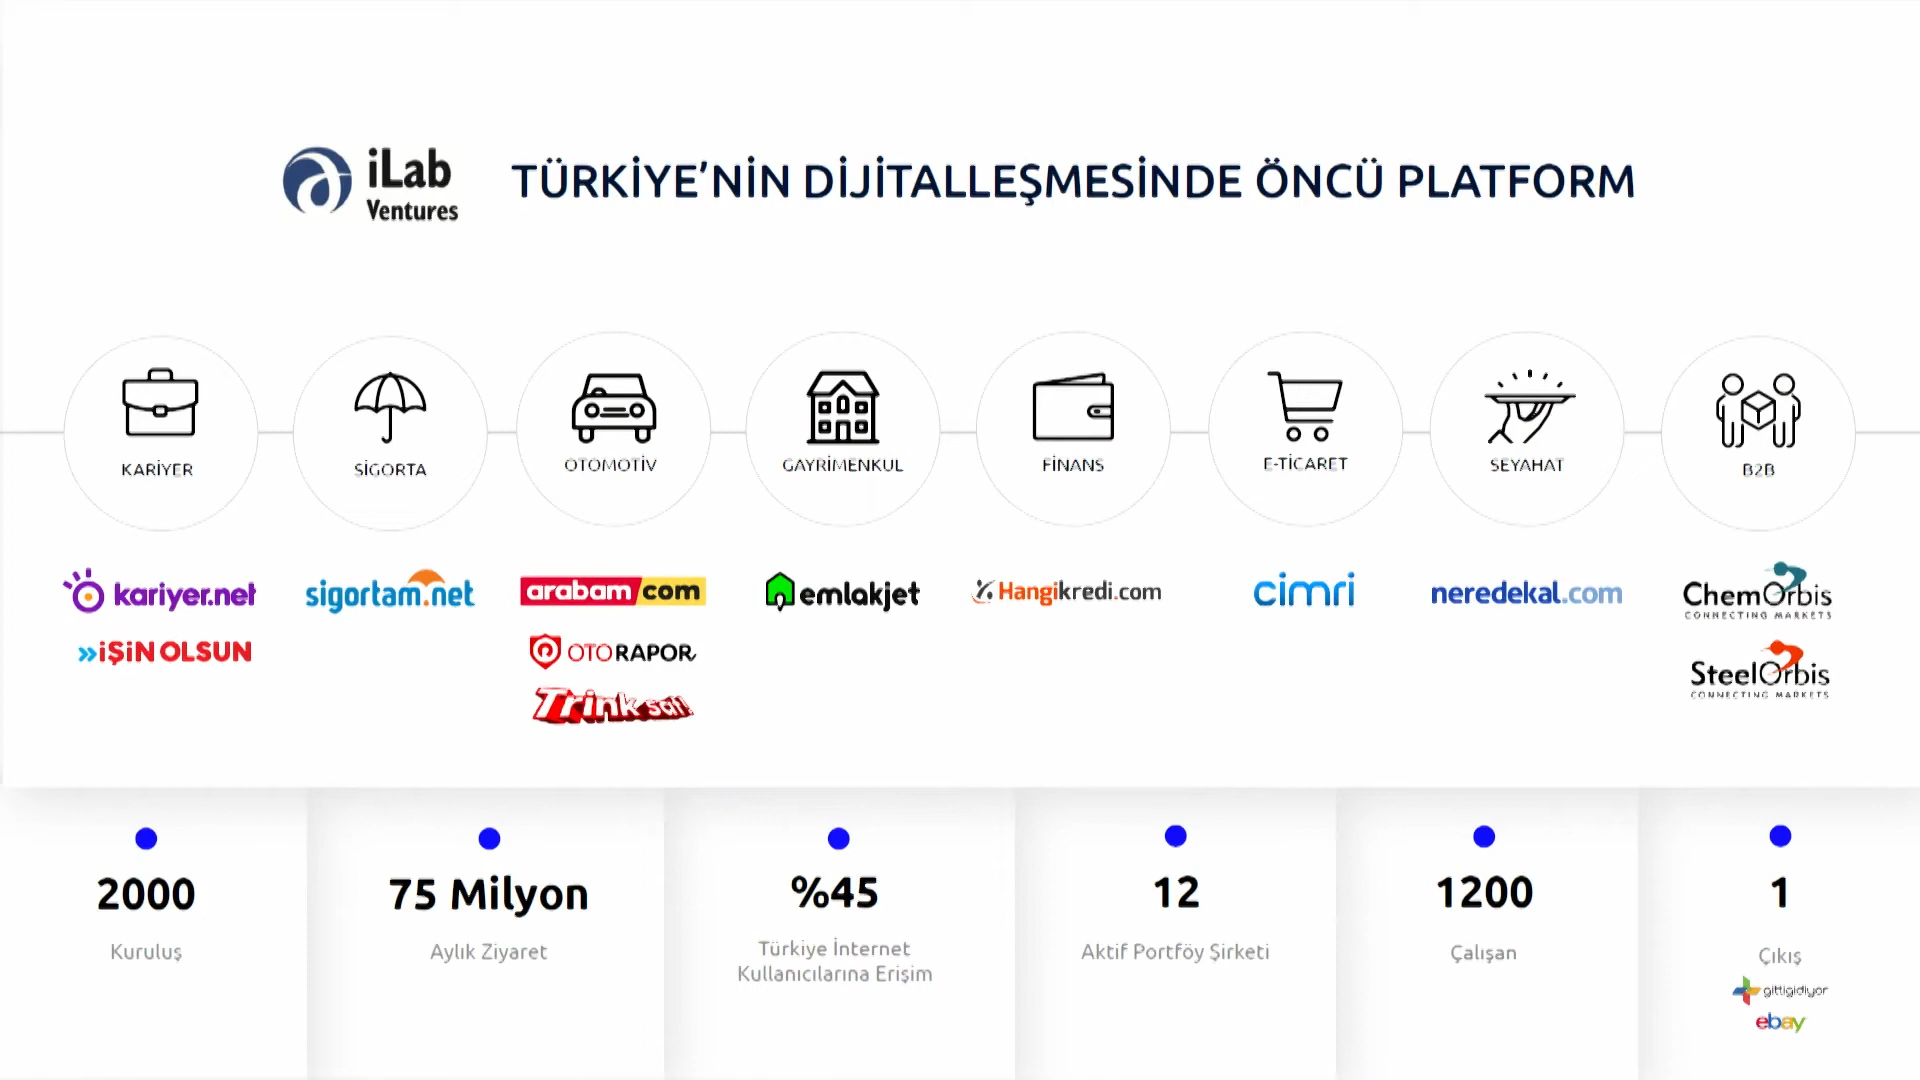 iLab
Ventures
TÜRKİYE’NİN DİJİTALLEŞMESİNDE ÖNCÜ PLATFORM
KARİYER
SİGORTA
OTOMOTİV
GAYRİMENKUL
FİNANS
E-TİCARET
SEYAHAT
B2B
kariyer.net
sigortam.net
arabam com
emlakjet
Hangikredi.com
cimri
neredekal.com
ChemOrbis
CONNECTING MARKETS
»İŞİN OLSUN
OTORAPOR
SteelOrbis
CONNECTING MARKETS
Trink sat!
2000
Kuruluş
75 Milyon
Aylık Ziyaret
%45
Türkiye İnternet
Kullanıcılarına Erişim
12
Aktif Portföy Şirketi
1200
Çalışan
1
Çıkış
gittigidiyor
ebay